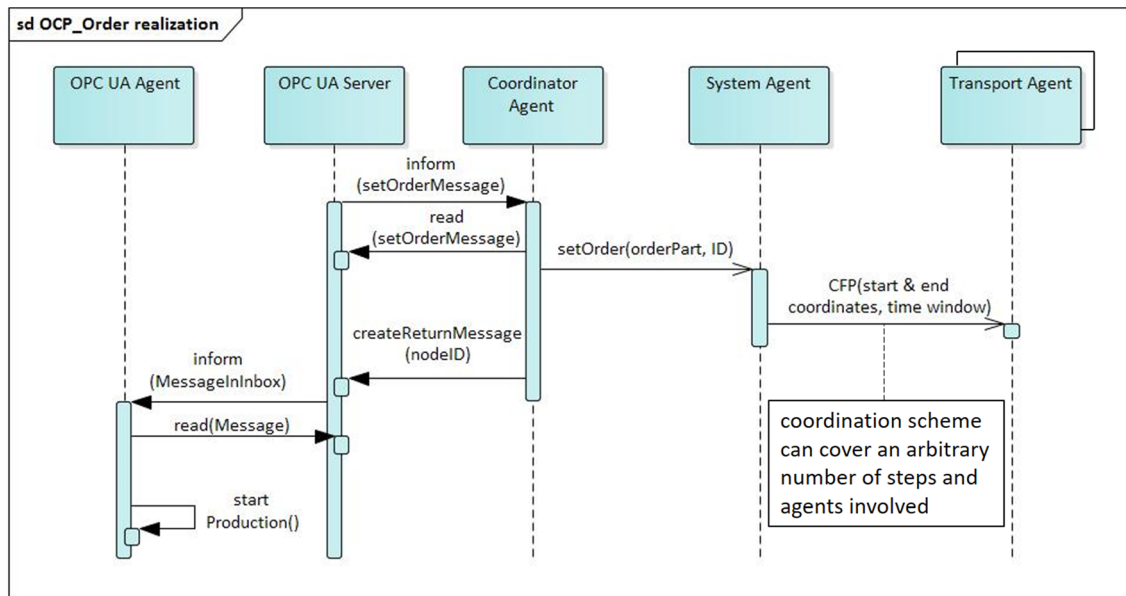 sd OCP_Order realization
OPC UA Agent
OPC UA Server
Coordinator
Agent
System Agent
Transport Agent
inform
(setOrderMessage)
read
(setOrderMessage)
setOrder(orderPart, ID)
CFP(start & end
coordinates, time window)
createReturnMessage
(nodeID)
inform
(MessageInInbox)
read(Message)
start
Production()
coordination scheme
can cover an arbitrary
number of steps and
agents involved